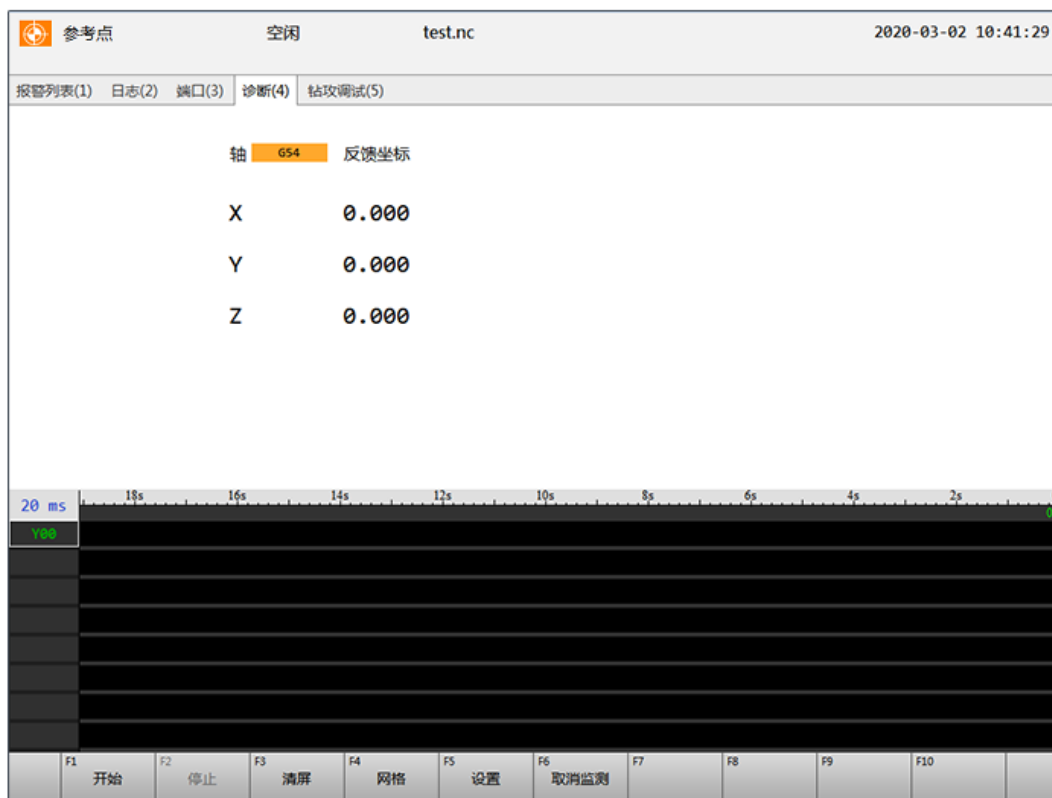 参考点 空闲 test.nc 2020-03-02 10:41:29
报警列表(1) 日志(2) 端口(3) 诊断(4) 钻攻调试(5)
轴 G54 反馈坐标
X 0.000
Y 0.000
Z 0.000
20 ms 18s 16s 14s 12s 10s 8s 6s 4s 2s
0
Y00
F1 开始 F2 停止 F3 清屏 F4 网格 F5 设置 F6 取消监测 F7 F8 F9 F10